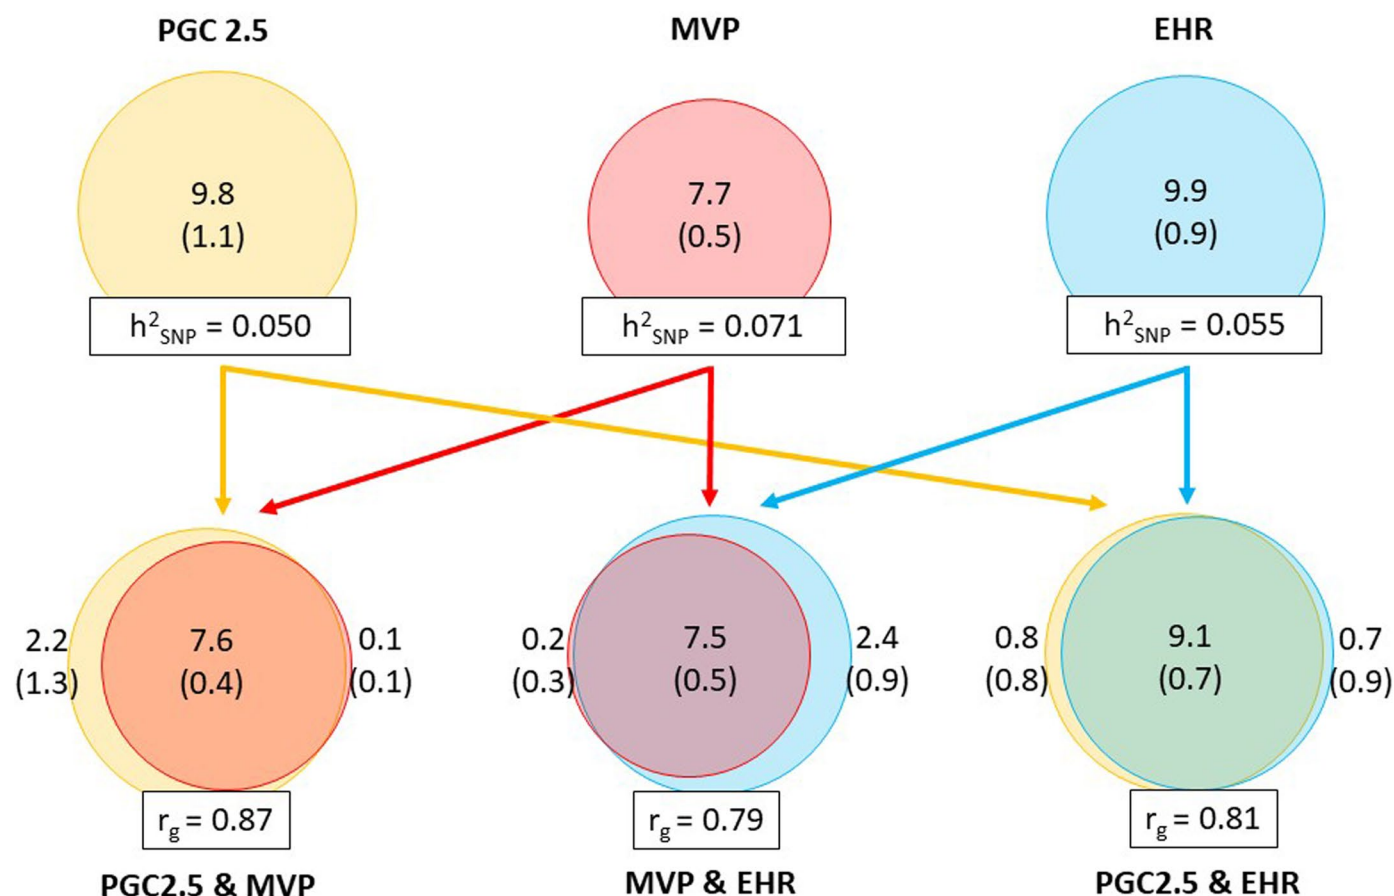 PGC 2.5
MVP
EHR
9.8
(1.1)
7.7
(0.5)
9.9
(0.9)
h²SNP = 0.050
h²SNP = 0.071
h²SNP = 0.055
2.2
(1.3)
7.6
(0.4)
0.1
(0.1)
0.2
(0.3)
7.5
(0.5)
2.4
(0.9)
0.8
(0.8)
9.1
(0.7)
0.7
(0.9)
rg = 0.87
rg = 0.79
rg = 0.81
PGC2.5 & MVP
MVP & EHR
PGC2.5 & EHR